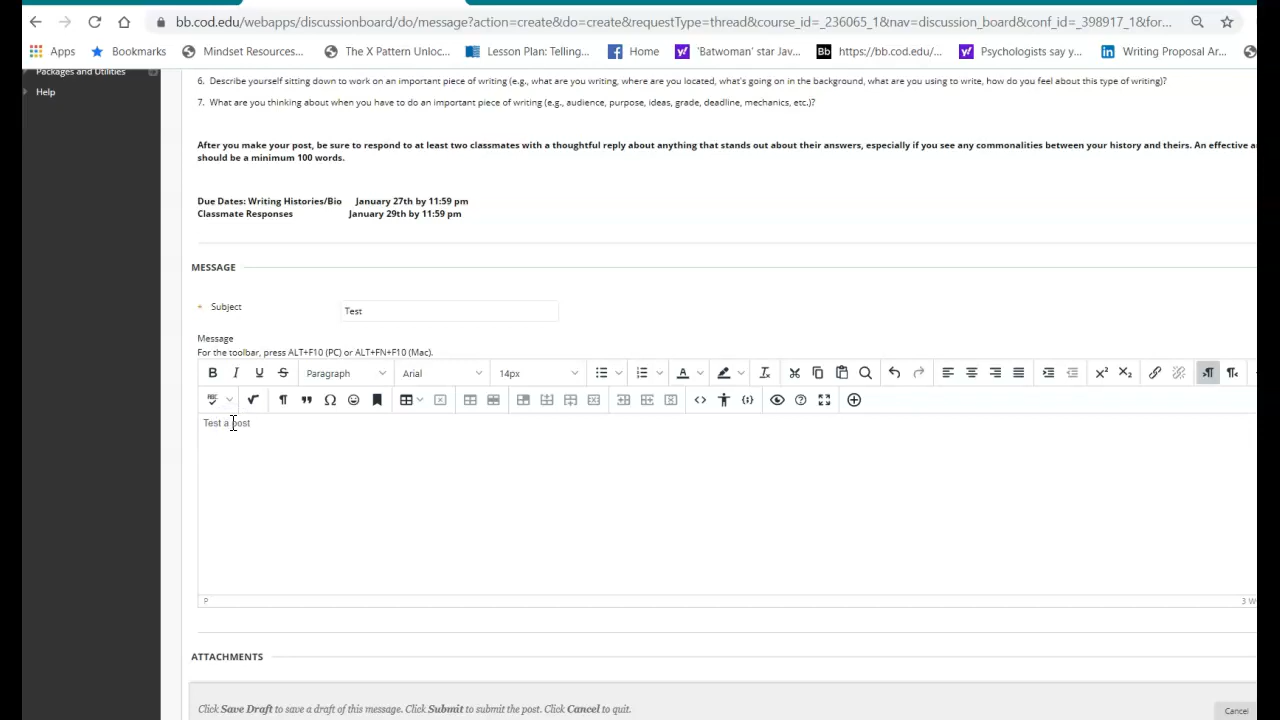 bb.cod.edu/webapps/discussionboard/do/message?action=create&do=create&requestType=thread&course_id=_236065_1&nav=discussion_board&conf_id=_398917_1&for...
Apps Bookmarks Mindset Resources... The X Pattern Unloc... Lesson Plan: Telling... Home 'Batwoman' star Jav... Bb https://bb.cod.edu/... Psychologists say y... Writing Proposal Ar...
Packages and Utilities
Help
6. Describe yourself sitting down to work on an important piece of writing (e.g., what are you writing, where are you located, what's going on in the background, what are you using to write, how do you feel about this type of writing)?
7. What are you thinking about when you have to do an important piece of writing (e.g., audience, purpose, ideas, grade, deadline, mechanics, etc.)?
After you make your post, be sure to respond to at least two classmates with a thoughtful reply about anything that stands out about their answers, especially if you see any commonalities between your history and theirs. An effective
should be a minimum 100 words.
Due Dates: Writing Histories/Bio January 27th by 11:59 pm
Classmate Responses January 29th by 11:59 pm
MESSAGE
* Subject Test
Message
For the toolbar, press ALT+F10 (PC) or ALT+FN+F10 (Mac).
B I U S Paragraph Arial 14px
Test a post
P 3 W
ATTACHMENTS
Click Save Draft to save a draft of this message. Click Submit to submit the post. Click Cancel to quit. Cancel